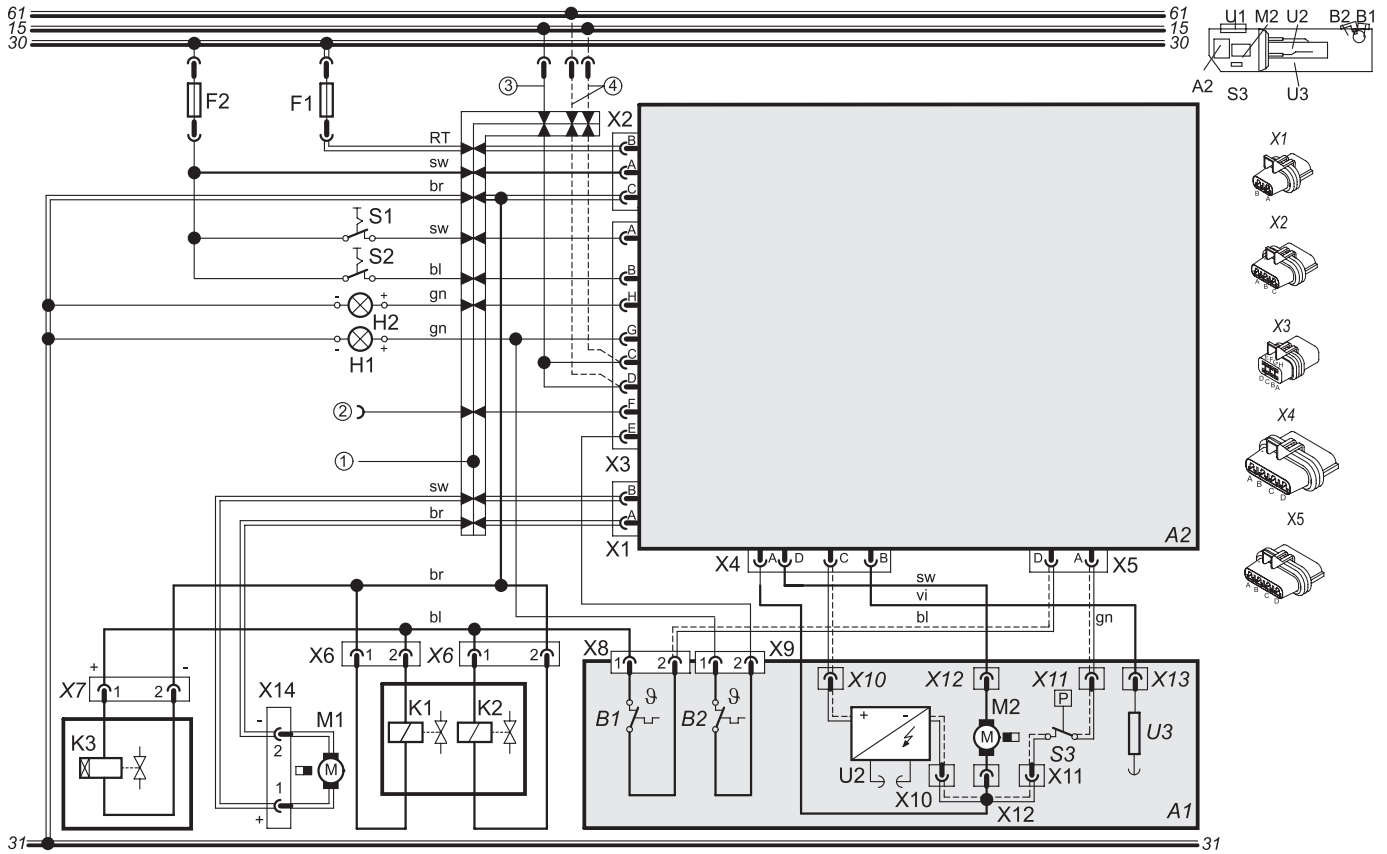 61 61
15 15
30 30
U1 M2 U2 B2 B1
A2 S3 U3
F2 F1
3 4
X2
RT B
sw A
br C
S1
sw A
S2
bl B
- + gn H
H2
gn G
- +
H1
C
D
2 F
E
1 X3
sw B
br A
X1
A2
X4 A D C B D A X5
X1
B A
X2
A B C
X3
E F G H
D C B A
X4
A B C D
X5
A B C D
br sw
vi
bl bl gn
X6 1 2 X6 1 2 X8 1 2 1 2 X9
+ -
X7 1 2 X14 X10 X12 X11 X13
K3 - 2 M1 M K1 K2 B1 ϑ B2 ϑ + - M2 M P S3 U3
1 + U2 X10 X12 X11
A1
31 31